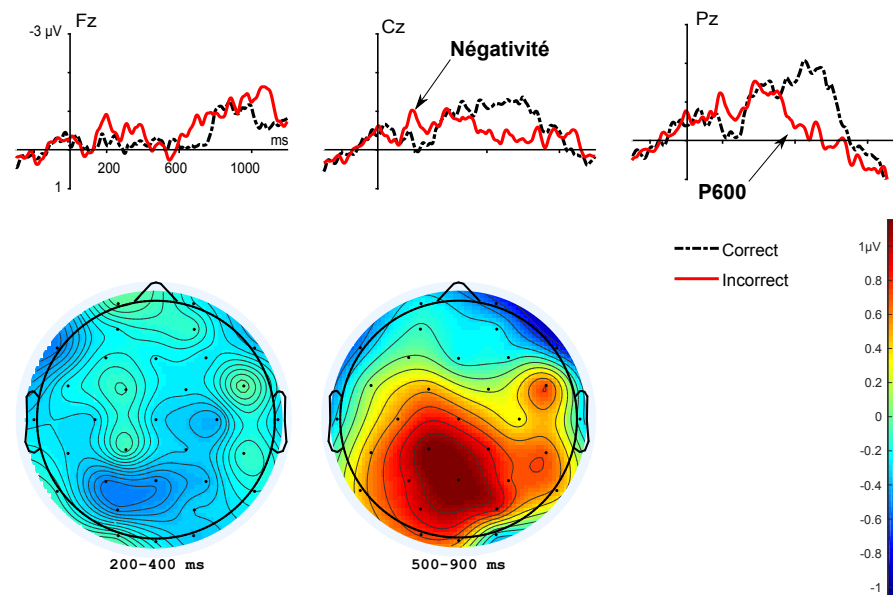 Fz
Cz
Pz
-3 µV
Négativité
ms
200
600
1000
1
P600
Correct
Incorrect
1µV
0.8
0.6
0.4
0.2
0
-0.2
-0.4
-0.6
-0.8
-1
200-400 ms
500-900 ms